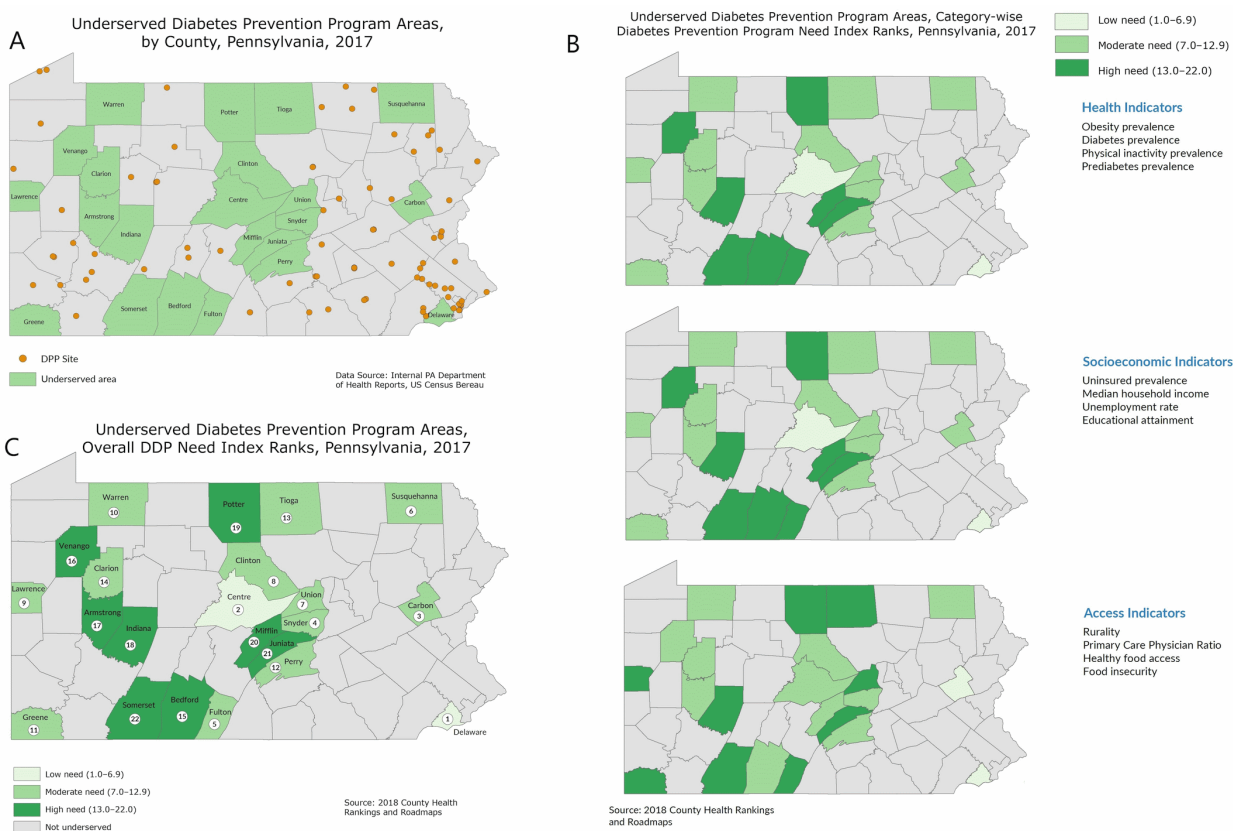 A
Underserved Diabetes Prevention Program Areas,
by County, Pennsylvania, 2017
Warren
Potter
Tioga
Susquehanna
Venango
Clarion
Clinton
Lawrence
Centre
Union
Carbon
Armstrong
Snyder
Indiana
Mifflin
Juniata
Perry
Somerset
Bedford
Fulton
Greene
Delaware
DPP Site
Underserved area
Data Source: Internal PA Department
of Health Reports, US Census Bereau
B
Underserved Diabetes Prevention Program Areas, Category-wise
Diabetes Prevention Program Need Index Ranks, Pennsylvania, 2017
Low need (1.0–6.9)
Moderate need (7.0–12.9)
High need (13.0–22.0)
Health Indicators
Obesity prevalence
Diabetes prevalence
Physical inactivity prevalence
Prediabetes prevalence
Socioeconomic Indicators
Uninsured prevalence
Median household income
Unemployment rate
Educational attainment
Access Indicators
Rurality
Primary Care Physician Ratio
Healthy food access
Food insecurity
Source: 2018 County Health Rankings
and Roadmaps
C
Underserved Diabetes Prevention Program Areas,
Overall DDP Need Index Ranks, Pennsylvania, 2017
Warren
10
Potter
19
Tioga
13
Susquehanna
6
Venango
16
Clarion
14
Clinton
8
Lawrence
9
Centre
2
Union
7
Carbon
3
Armstrong
17
Snyder
4
Indiana
18
Mifflin
20
Juniata
21
Perry
12
Somerset
22
Bedford
15
Fulton
5
Greene
11
1
Delaware
Low need (1.0–6.9)
Moderate need (7.0–12.9)
High need (13.0–22.0)
Not underserved
Source: 2018 County Health
Rankings and Roadmaps